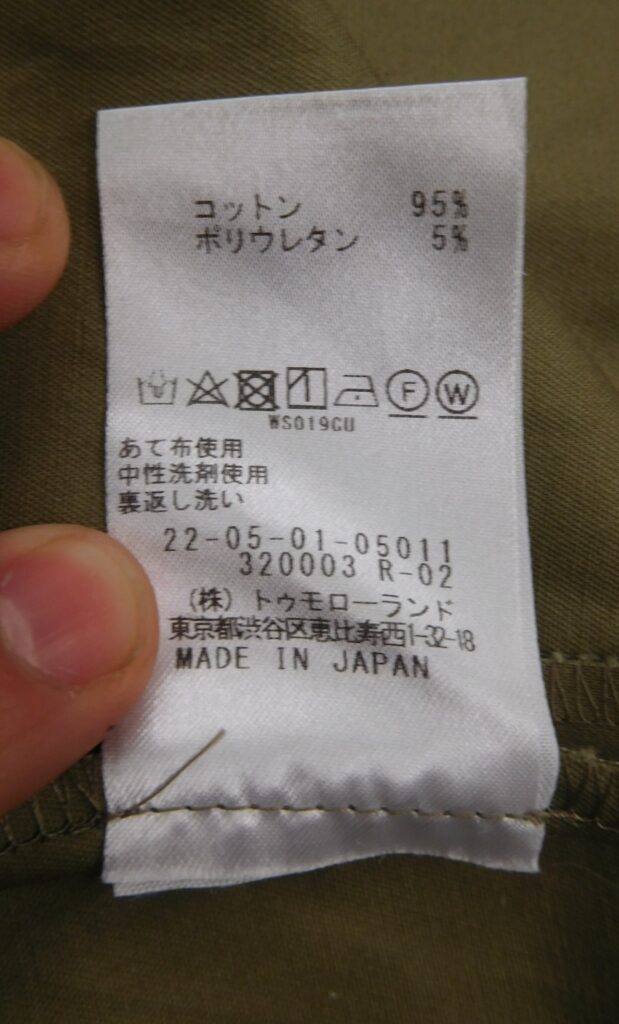 コットン 95%
ポリウレタン 5%
F W
WS019CU
あて布使用
中性洗剤使用
裏返し洗い
22-05-01-05011
320003 R-02
(株) トゥモローランド
東京都渋谷区恵比寿西1-32-18
MADE IN JAPAN